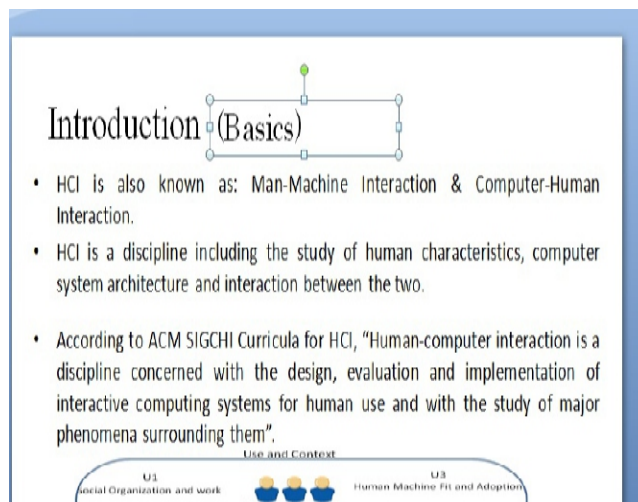 Introduction (Basics)
• HCI is also known as: Man-Machine Interaction & Computer-Human
Interaction.
• HCI is a discipline including the study of human characteristics, computer
system architecture and interaction between the two.
• According to ACM SIGCHI Curricula for HCI, “Human-computer interaction is a
discipline concerned with the design, evaluation and implementation of
interactive computing systems for human use and with the study of major
phenomena surrounding them”.
Use and Context
U1
Social Organization and work
U3
Human Machine Fit and Adoption